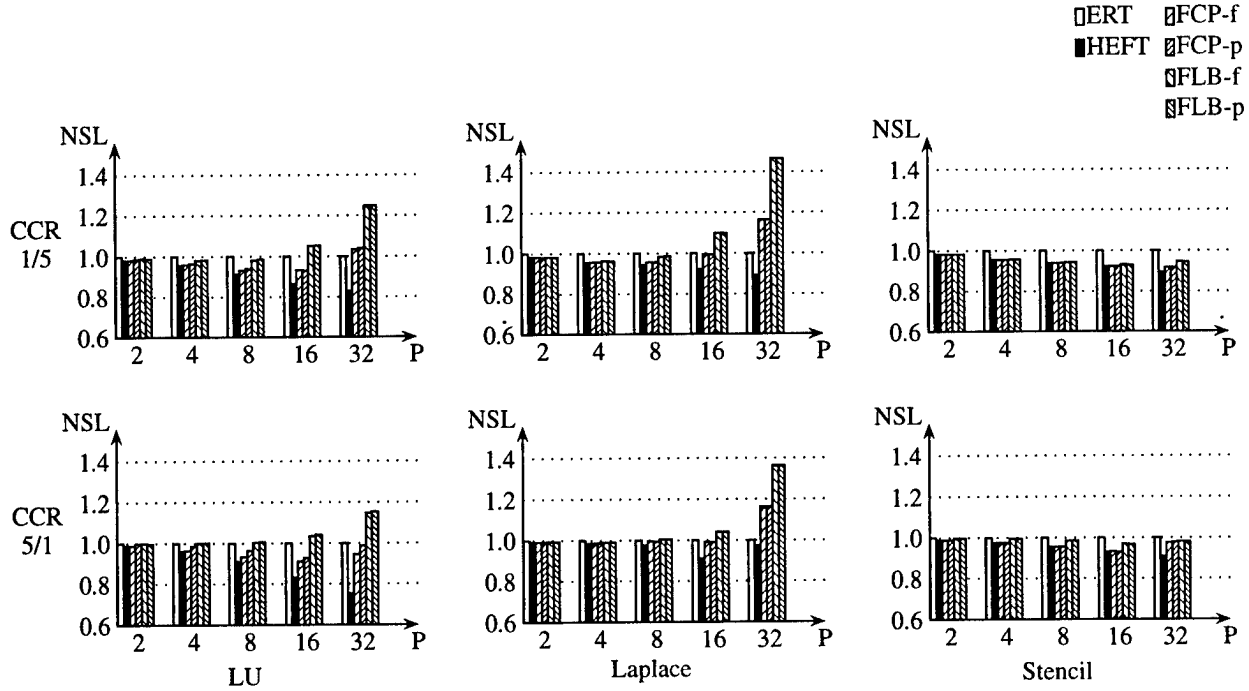 ERT FCP-f
HEFT FCP-p
FLB-f
FLB-p
NSL NSL NSL
1.4 1.4 1.4
1.2 1.2 1.2
CCR
1/5
1.0 1.0 1.0
0.8 0.8 0.8
0.6 0.6 0.6
2 4 8 16 32 P 2 4 8 16 32 P 2 4 8 16 32 P
NSL NSL NSL
1.4 1.4 1.4
1.2 1.2 1.2
CCR
5/1
1.0 1.0 1.0
0.8 0.8 0.8
0.6 0.6 0.6
2 4 8 16 32 P 2 4 8 16 32 P 2 4 8 16 32 P
LU Laplace Stencil